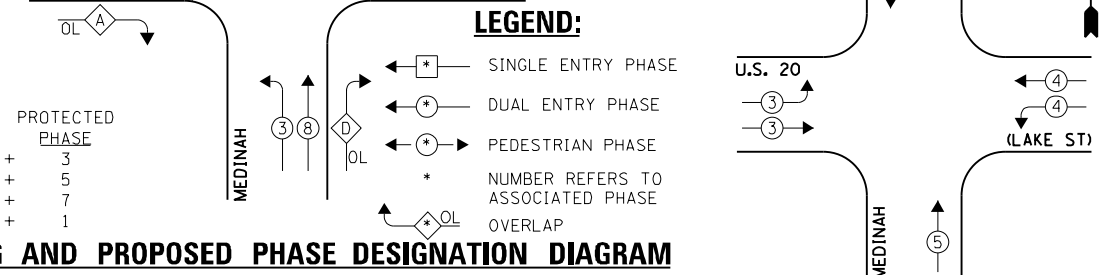 OL A
PROTECTED
PHASE
+ 3
+ 5
+ 7
+ 1
MEDINAH
3 8 D
OL
LEGEND:
* SINGLE ENTRY PHASE
* DUAL ENTRY PHASE
* PEDESTRIAN PHASE
* NUMBER REFERS TO
ASSOCIATED PHASE
* OL OVERLAP
AND PROPOSED PHASE DESIGNATION DIAGRAM
U.S. 20
3
3
4
4
(LAKE ST)
MEDINAH
5